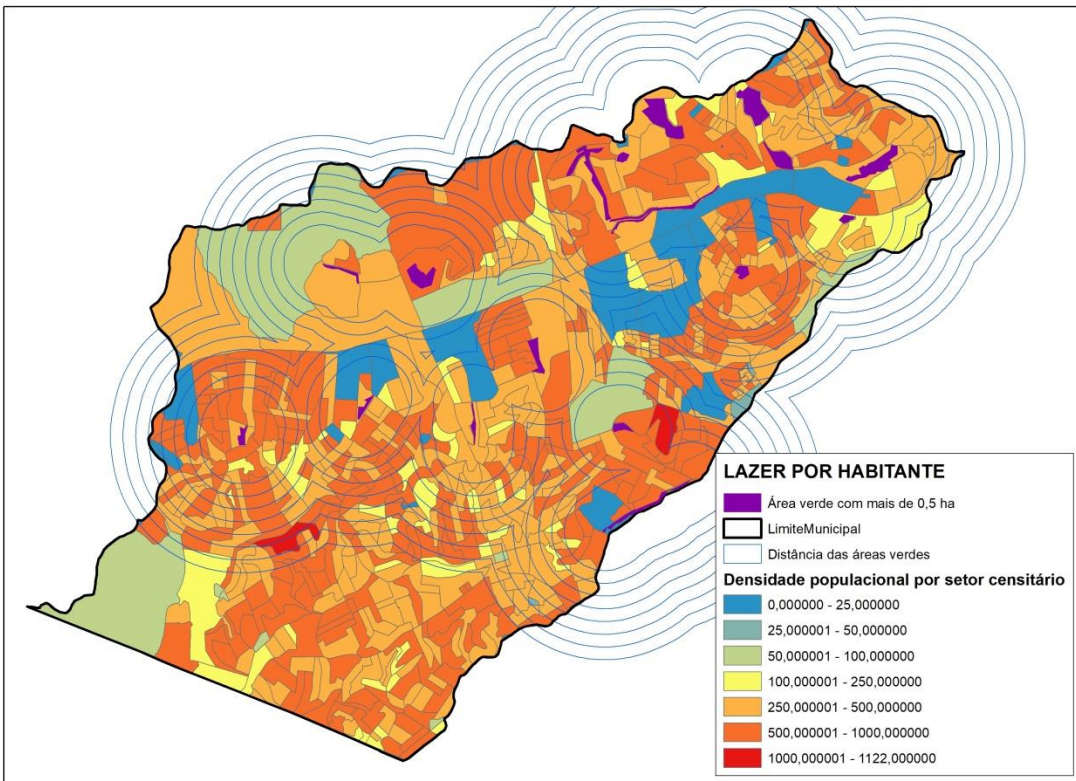 LAZER POR HABITANTE
Área verde com mais de 0,5 ha
LimiteMunicipal
Distância das áreas verdes
Densidade populacional por setor censitário
0,000000 - 25,000000
25,000001 - 50,000000
50,000001 - 100,000000
100,000001 - 250,000000
250,000001 - 500,000000
500,000001 - 1000,000000
1000,000001 - 1122,000000